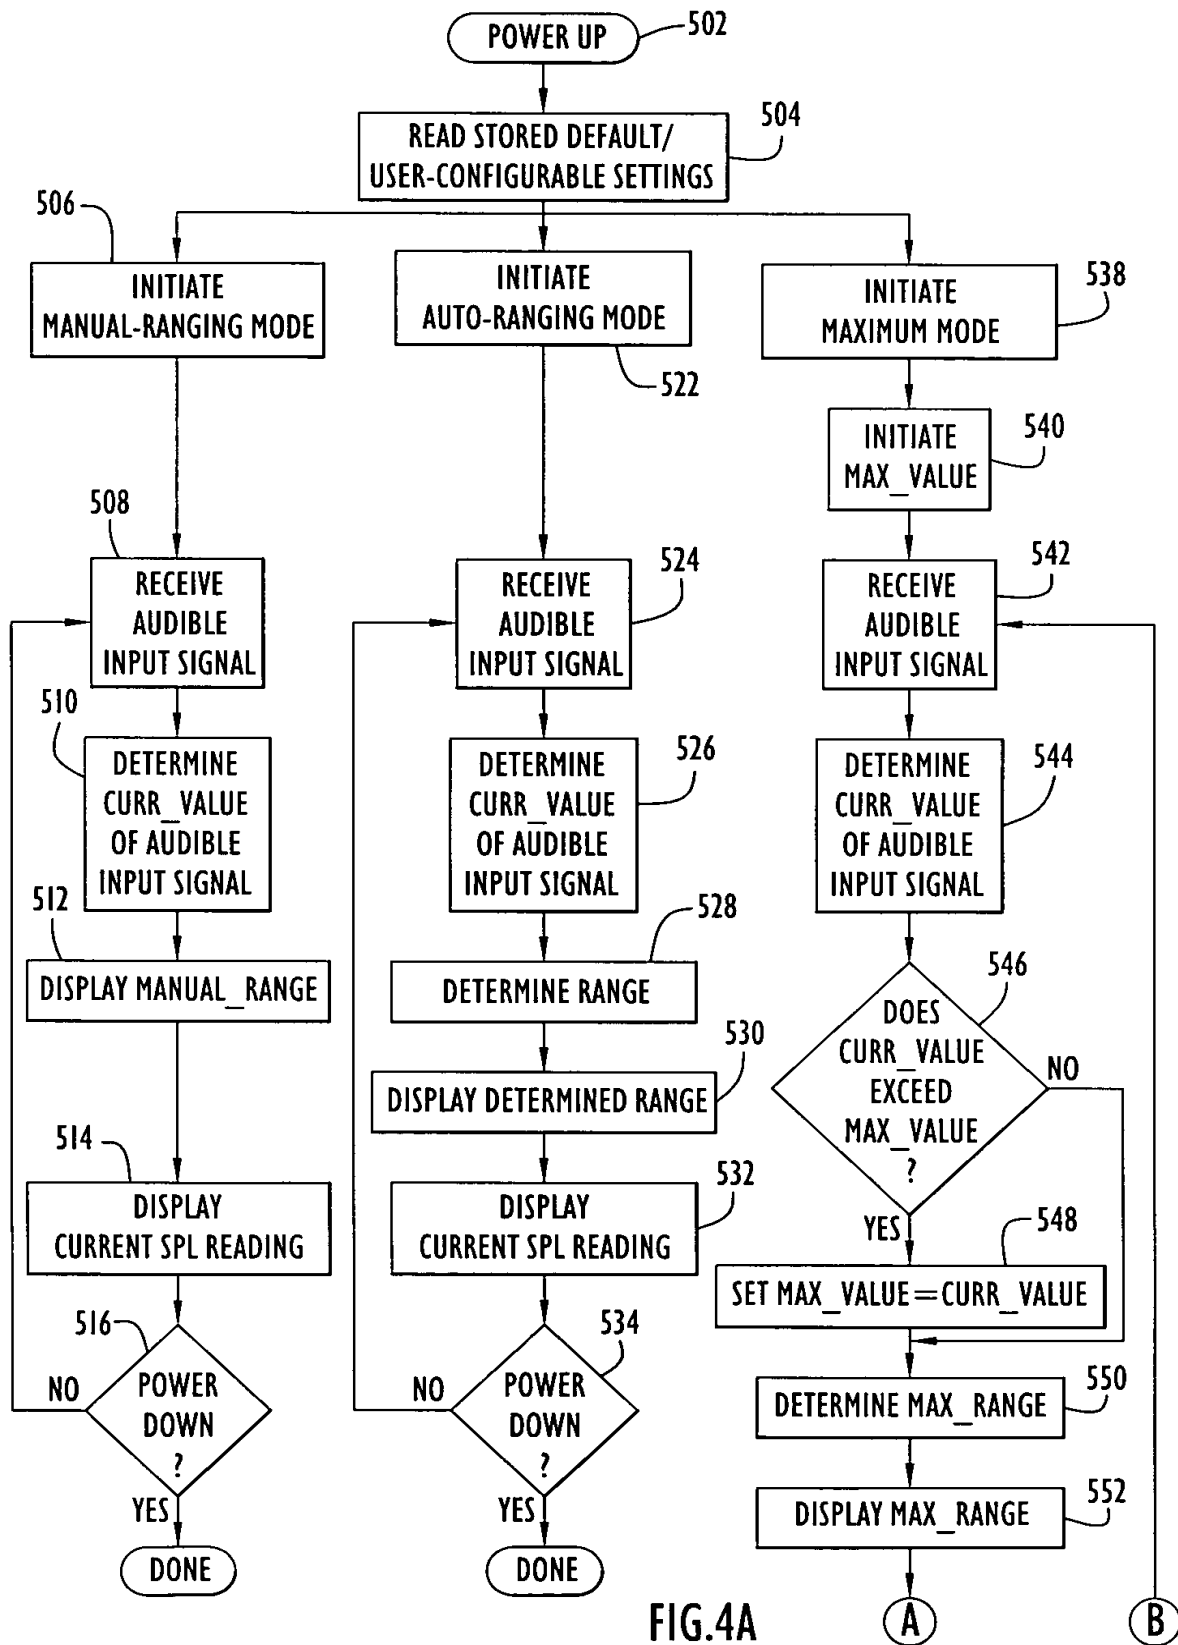 POWER UP
502
READ STORED DEFAULT/
USER-CONFIGURABLE SETTINGS
504
506
INITIATE
MANUAL-RANGING MODE
508
RECEIVE
AUDIBLE
INPUT SIGNAL
510
DETERMINE
CURR_VALUE
OF AUDIBLE
INPUT SIGNAL
512
DISPLAY MANUAL_RANGE
514
DISPLAY
CURRENT SPL READING
516
POWER
DOWN
?
NO
YES
DONE
INITIATE
AUTO-RANGING MODE
522
RECEIVE
AUDIBLE
INPUT SIGNAL
524
DETERMINE
CURR_VALUE
OF AUDIBLE
INPUT SIGNAL
526
528
DETERMINE RANGE
530
DISPLAY DETERMINED RANGE
DISPLAY
CURRENT SPL READING
532
534
POWER
DOWN
?
NO
YES
DONE
INITIATE
MAXIMUM MODE
538
INITIATE
MAX_VALUE
540
RECEIVE
AUDIBLE
INPUT SIGNAL
542
DETERMINE
CURR_VALUE
OF AUDIBLE
INPUT SIGNAL
544
546
DOES
CURR_VALUE
EXCEED
MAX_VALUE
?
NO
YES
548
SET MAX_VALUE=CURR_VALUE
DETERMINE MAX_RANGE
550
DISPLAY MAX_RANGE
552
A
B
FIG.4A